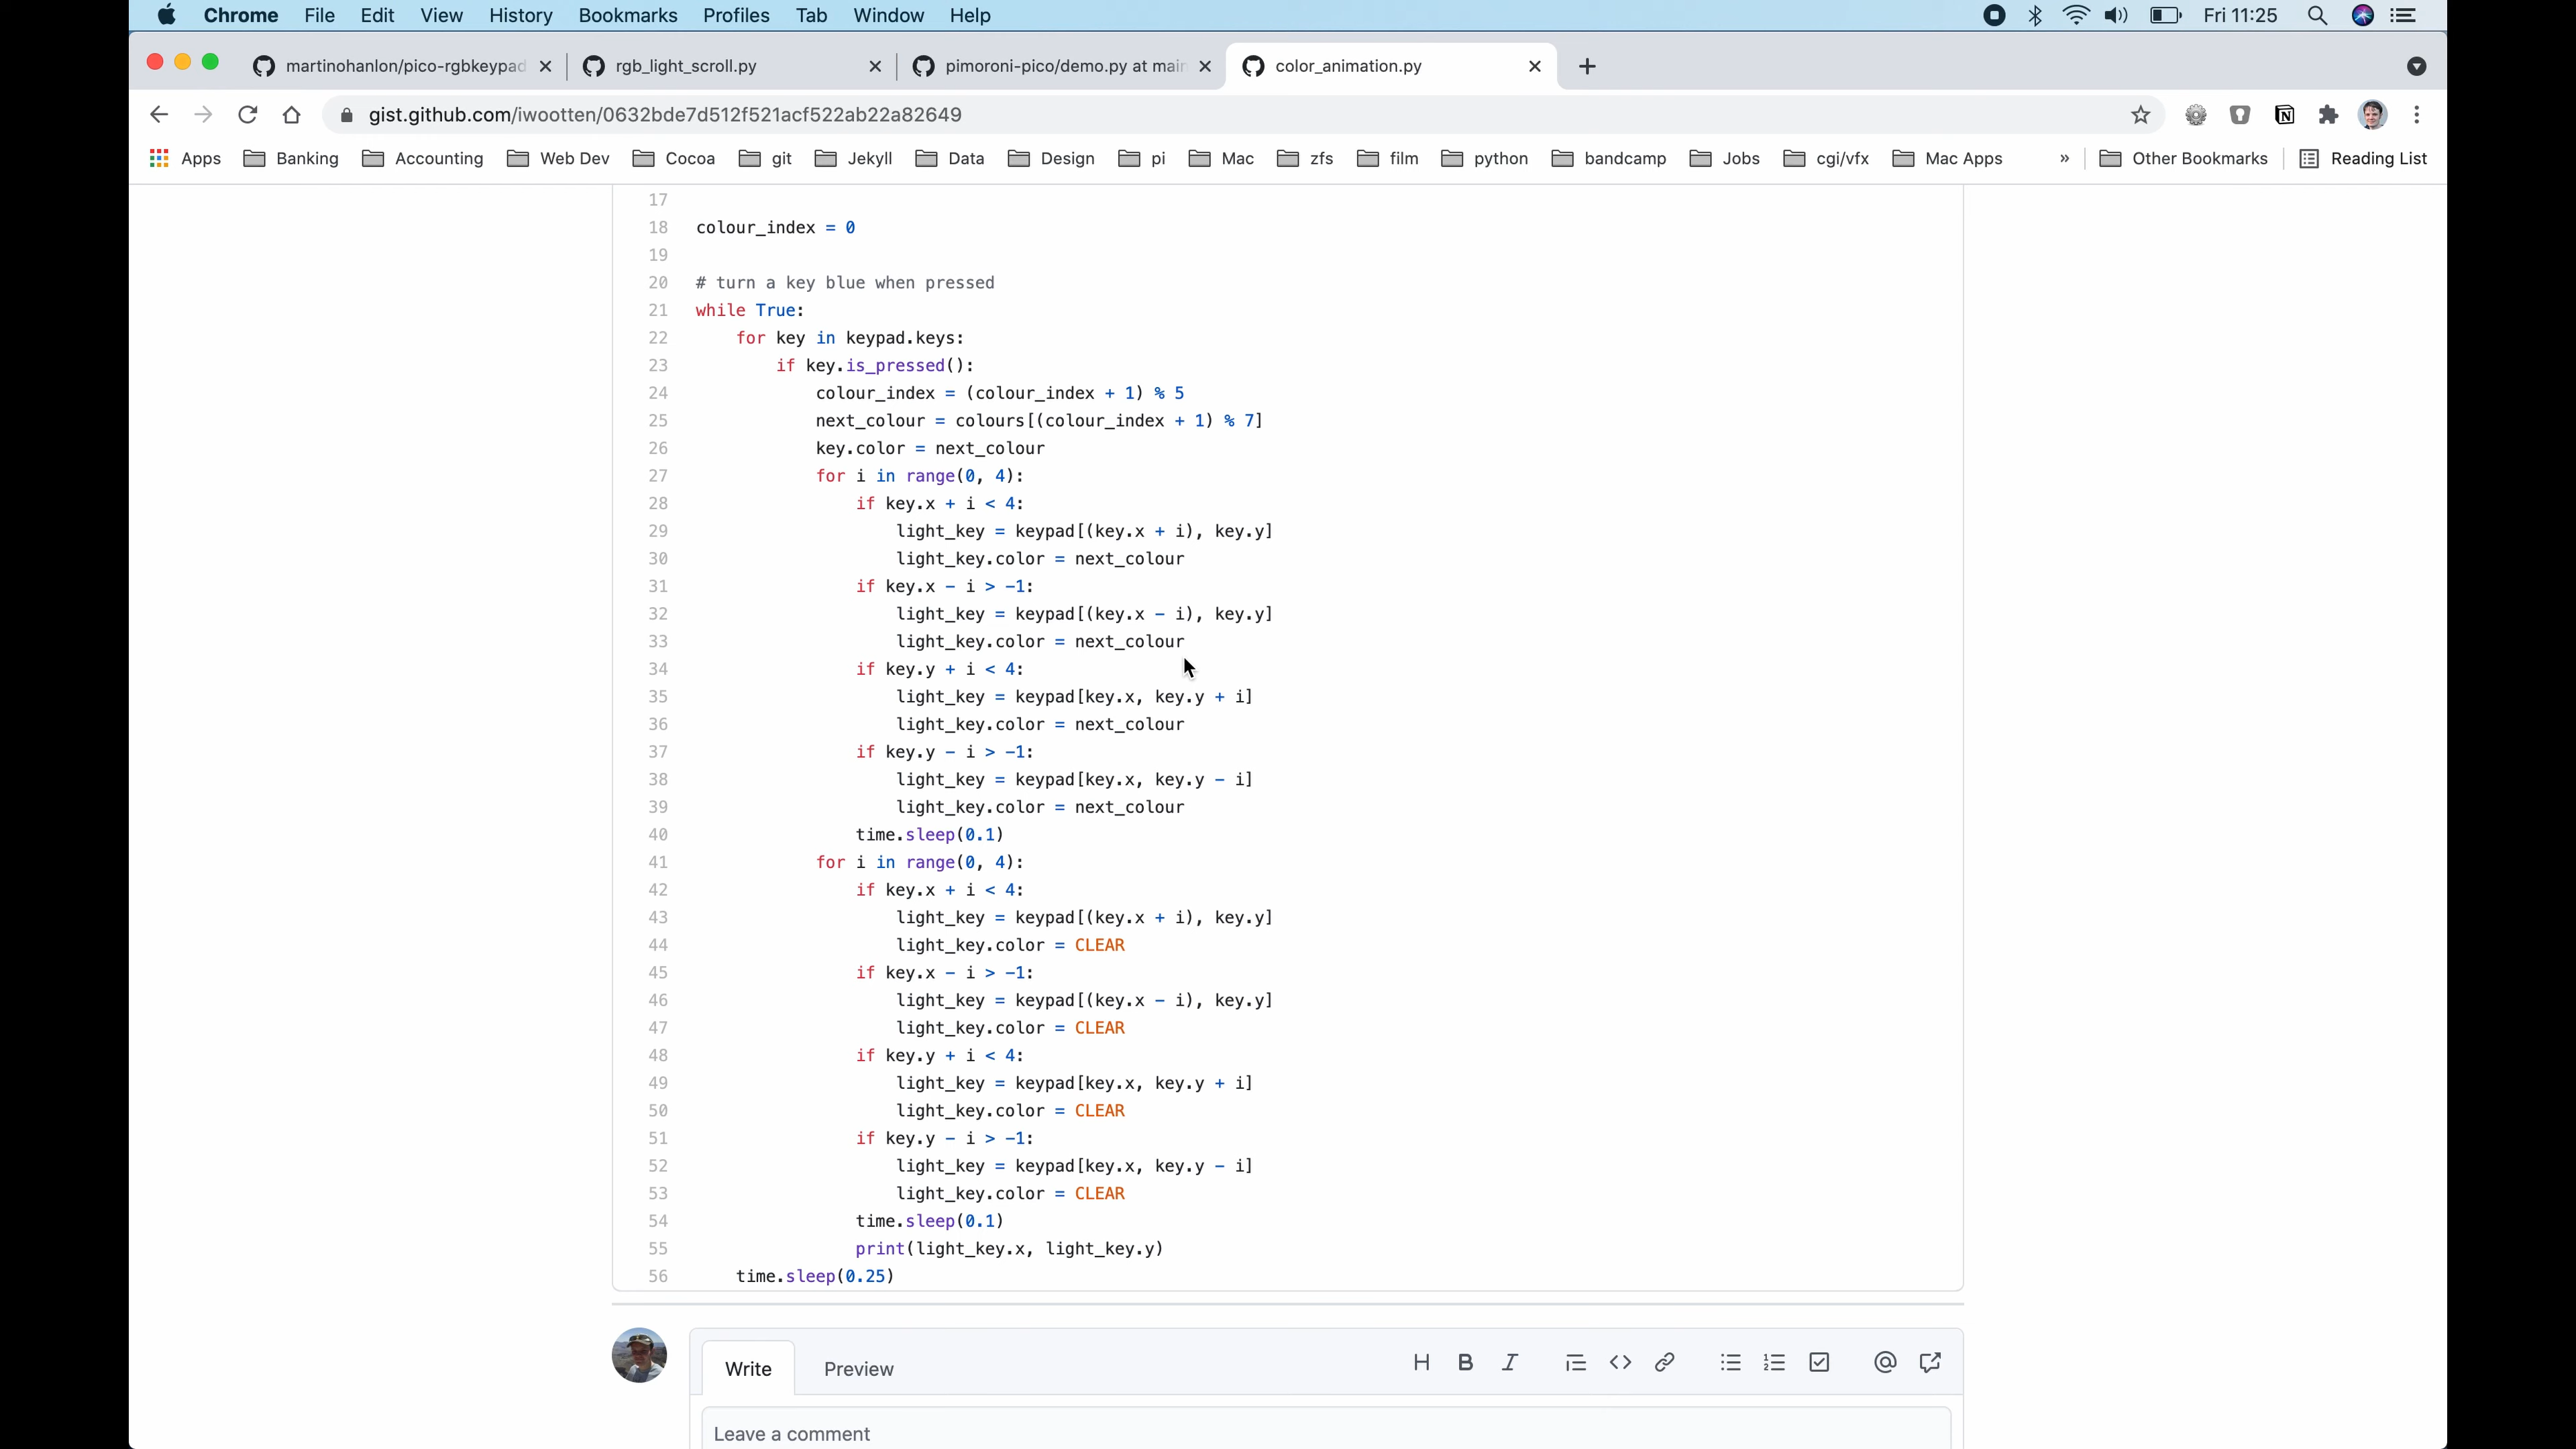 Chrome File Edit View History Bookmarks Profiles Tab Window Help Fri 11:25
martinohanlon/pico-rgbkeypad rgb_light_scroll.py pimoroni-pico/demo.py at main color_animation.py
gist.github.com/iwootten/0632bde7d512f521acf522ab22a82649
Apps Banking Accounting Web Dev Cocoa git Jekyll Data Design pi Mac zfs film python bandcamp Jobs cgi/vfx Mac Apps » Other Bookmarks Reading List
17
18 colour_index = 0
19
20 # turn a key blue when pressed
21 while True:
22     for key in keypad.keys:
23         if key.is_pressed():
24             colour_index = (colour_index + 1) % 5
25             next_colour = colours[(colour_index + 1) % 7]
26             key.color = next_colour
27             for i in range(0, 4):
28                 if key.x + i < 4:
29                     light_key = keypad[(key.x + i), key.y]
30                     light_key.color = next_colour
31                 if key.x - i > -1:
32                     light_key = keypad[(key.x - i), key.y]
33                     light_key.color = next_colour
34                 if key.y + i < 4:
35                     light_key = keypad[key.x, key.y + i]
36                     light_key.color = next_colour
37                 if key.y - i > -1:
38                     light_key = keypad[key.x, key.y - i]
39                     light_key.color = next_colour
40                 time.sleep(0.1)
41             for i in range(0, 4):
42                 if key.x + i < 4:
43                     light_key = keypad[(key.x + i), key.y]
44                     light_key.color = CLEAR
45                 if key.x - i > -1:
46                     light_key = keypad[(key.x - i), key.y]
47                     light_key.color = CLEAR
48                 if key.y + i < 4:
49                     light_key = keypad[key.x, key.y + i]
50                     light_key.color = CLEAR
51                 if key.y - i > -1:
52                     light_key = keypad[key.x, key.y - i]
53                     light_key.color = CLEAR
54                 time.sleep(0.1)
55                 print(light_key.x, light_key.y)
56     time.sleep(0.25)
Write Preview
Leave a comment